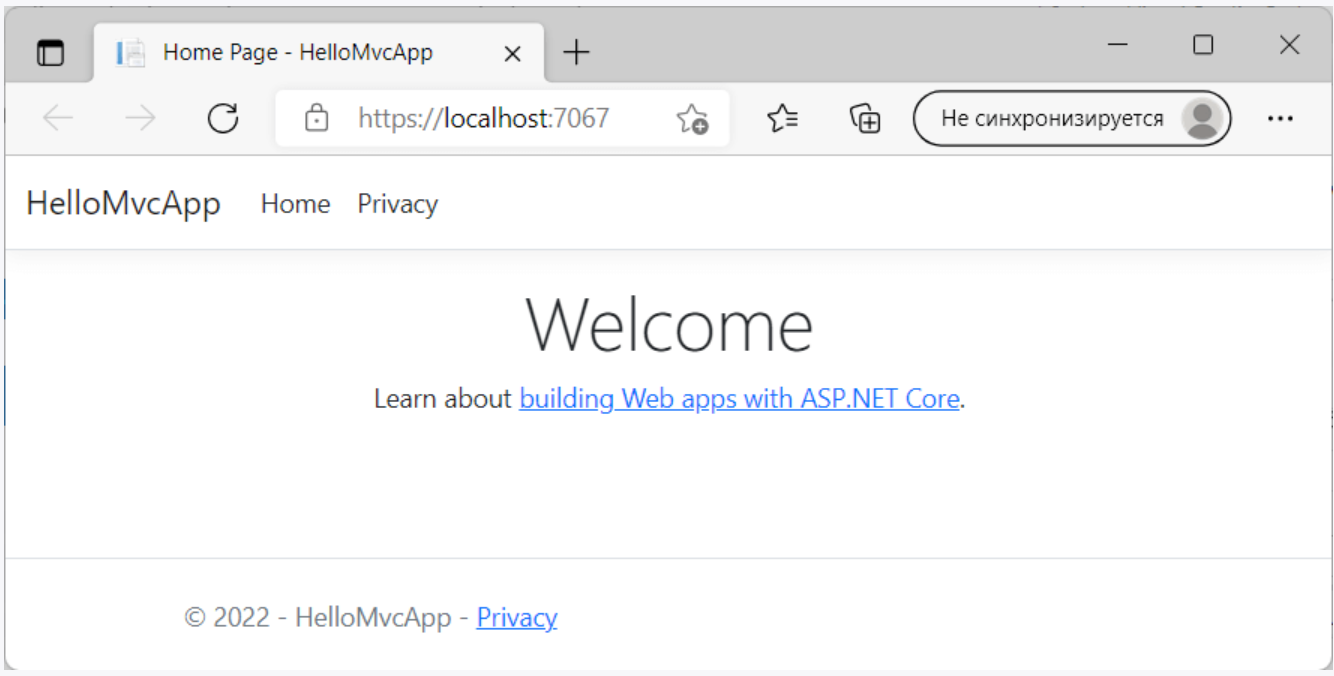 Home Page - HelloMvcApp
https://localhost:7067
Не синхронизируется
HelloMvcApp Home Privacy
Welcome
Learn about building Web apps with ASP.NET Core.
© 2022 - HelloMvcApp - Privacy